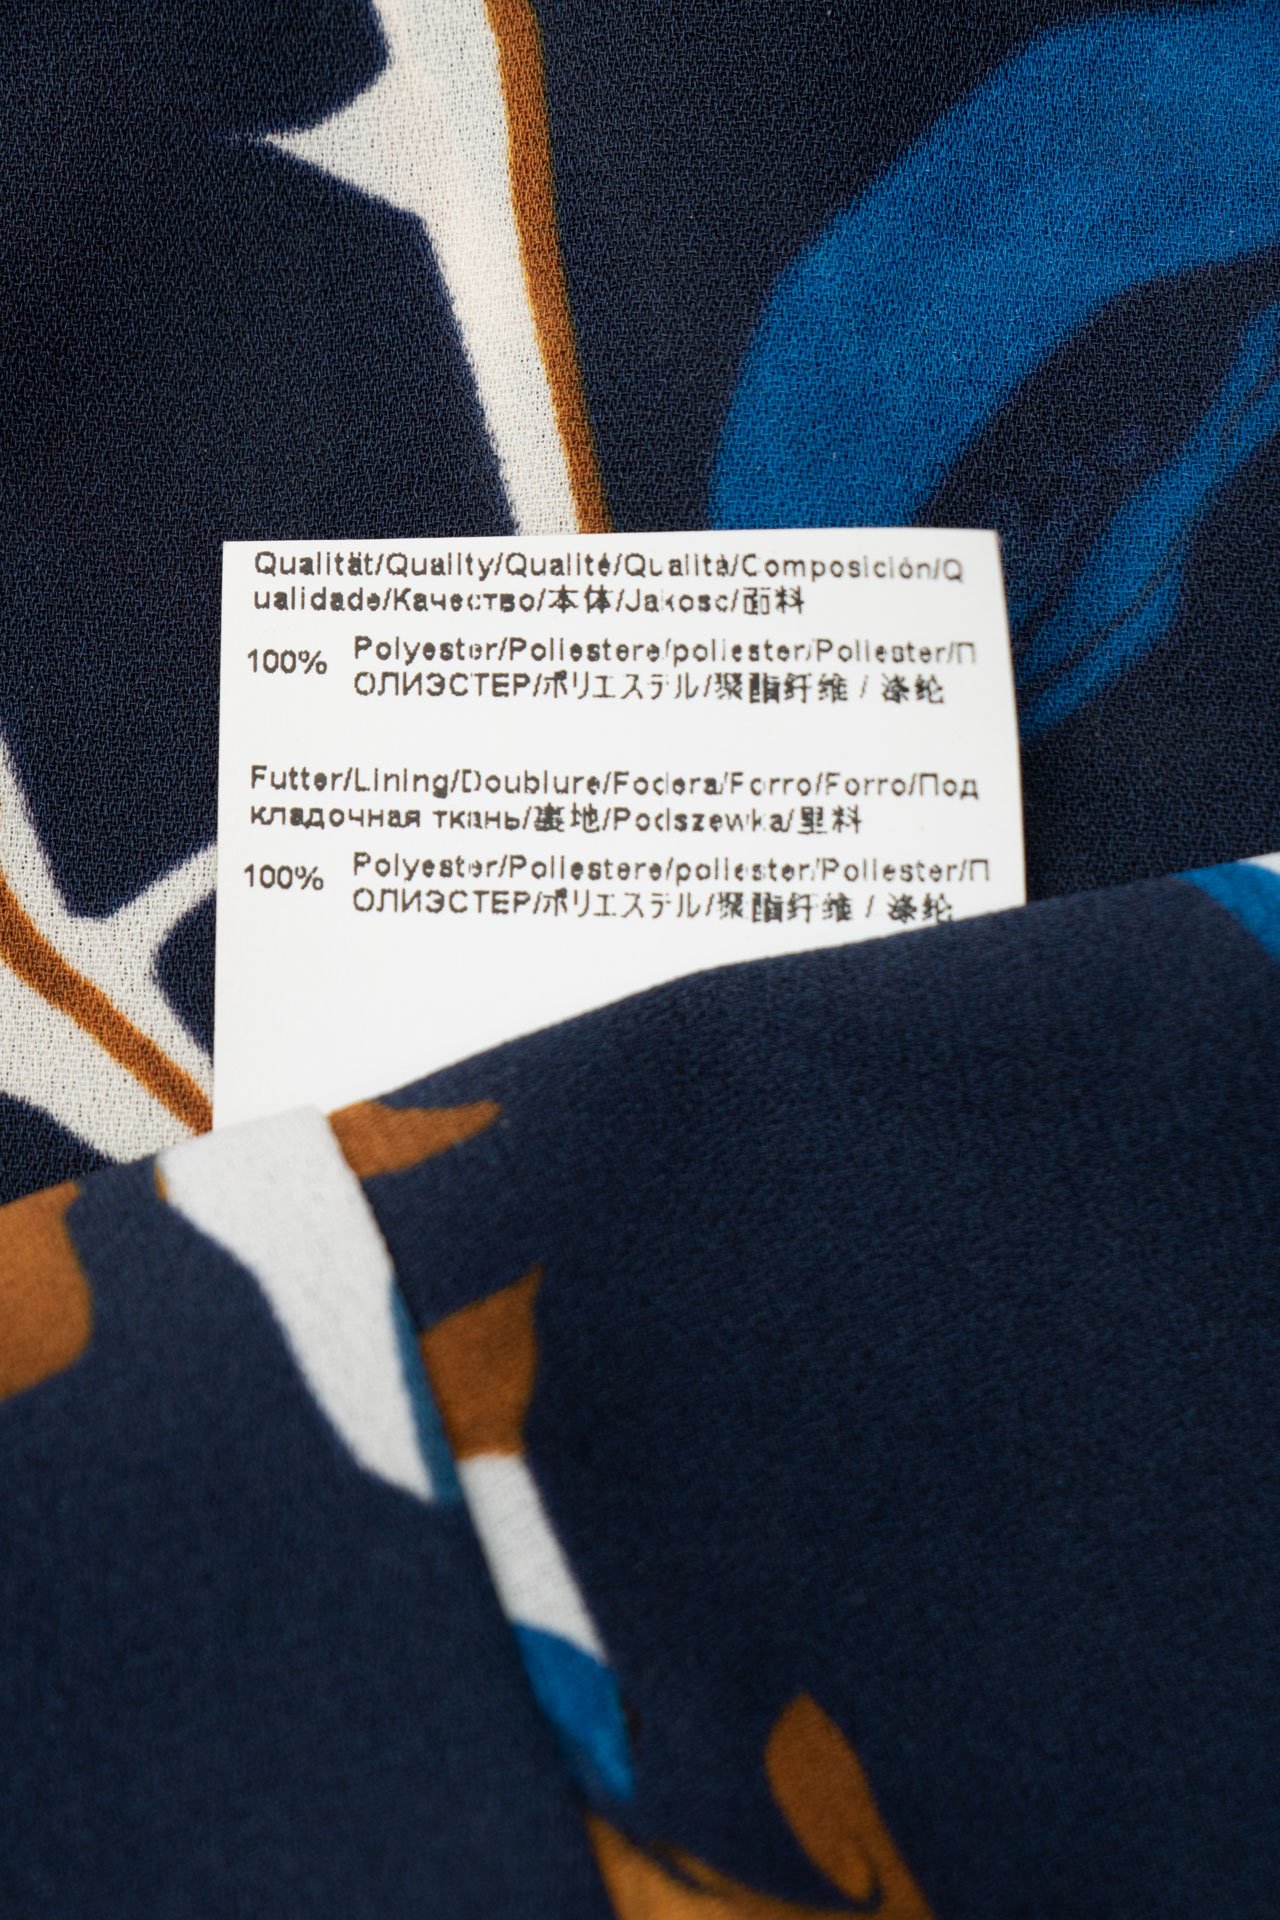 Qualität/Quality/Qualité/Qualità/Composición/Q
ualidade/Качество/本体/Jakosc/面料
100% Polyester/Poliestere/poliester/Poliester/П
ОЛИЭСТЕР/ポリエステル/聚酯纤维 / 涤纶
Futter/Lining/Doublure/Fodera/Forro/Forro/Под
кладочная ткань/裏地/Podszewka/里料
100% Polyester/Poliestere/poliester/Poliester/П
ОЛИЭСТЕР/ポリエステル/聚酯纤维 / 涤纶